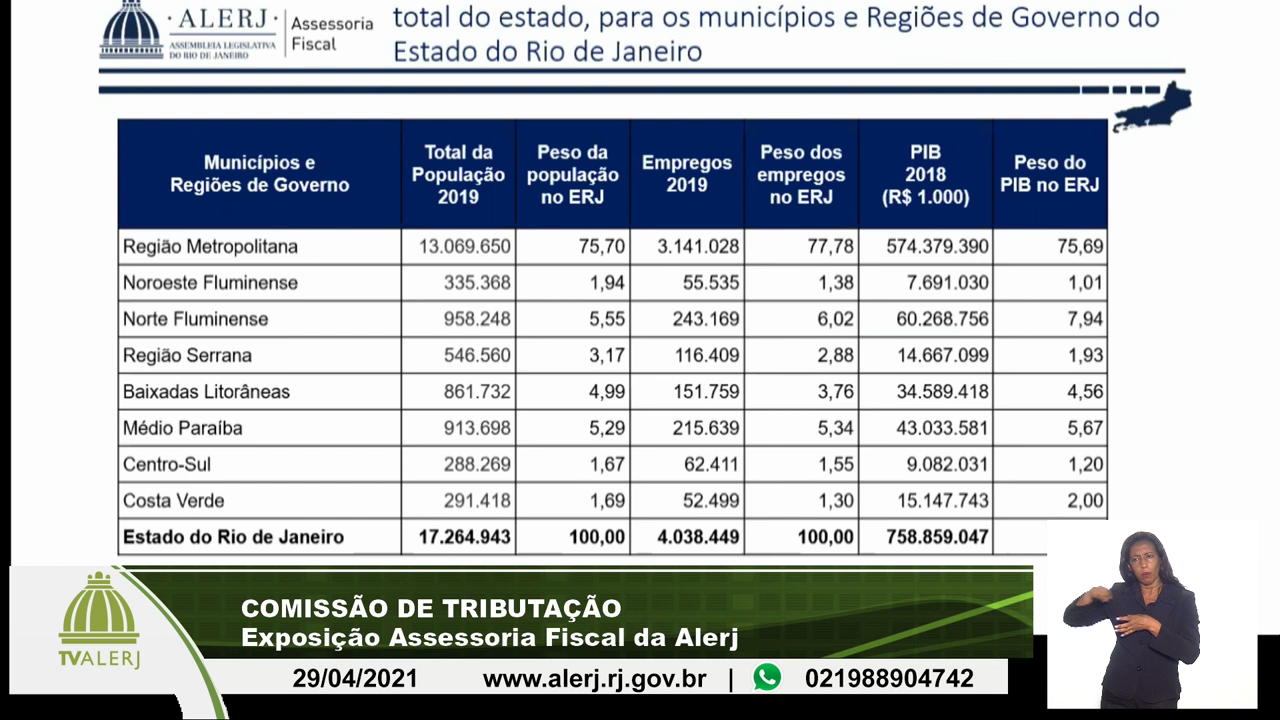 ·ALERJ·
ASSEMBLEIA LEGISLATIVA
DO RIO DE JANEIRO
Assessoria
Fiscal
total do estado, para os municípios e Regiões de Governo do
Estado do Rio de Janeiro
Municípios e Regiões de Governo | Total da População 2019 | Peso da população no ERJ | Empregos 2019 | Peso dos empregos no ERJ | PIB 2018 (R$ 1.000) | Peso do PIB no ERJ
Região Metropolitana 13.069.650 75,70 3.141.028 77,78 574.379.390 75,69
Noroeste Fluminense 335.368 1,94 55.535 1,38 7.691.030 1,01
Norte Fluminense 958.248 5,55 243.169 6,02 60.268.756 7,94
Região Serrana 546.560 3,17 116.409 2,88 14.667.099 1,93
Baixadas Litorâneas 861.732 4,99 151.759 3,76 34.589.418 4,56
Médio Paraíba 913.698 5,29 215.639 5,34 43.033.581 5,67
Centro-Sul 288.269 1,67 62.411 1,55 9.082.031 1,20
Costa Verde 291.418 1,69 52.499 1,30 15.147.743 2,00
Estado do Rio de Janeiro 17.264.943 100,00 4.038.449 100,00 758.859.047
COMISSÃO DE TRIBUTAÇÃO
Exposição Assessoria Fiscal da Alerj
TVALERJ
29/04/2021 www.alerj.rj.gov.br | 021988904742